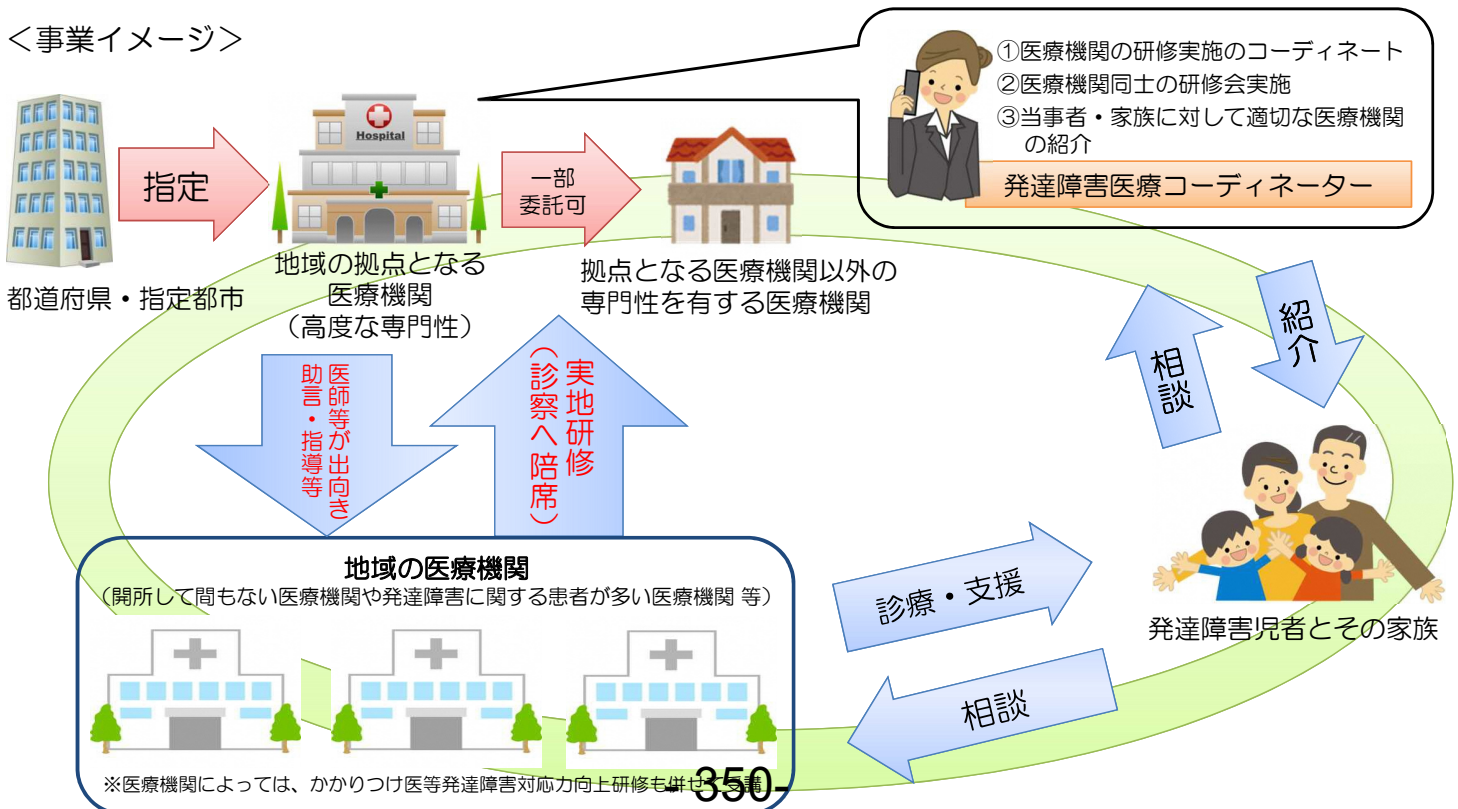 ＜事業イメージ＞
①医療機関の研修実施のコーディネート
②医療機関同士の研修会実施
③当事者・家族に対して適切な医療機関
の紹介
発達障害医療コーディネーター
指定
Hospital
一部
委託可
都道府県・指定都市
地域の拠点となる
医療機関
（高度な専門性）
拠点となる医療機関以外の
専門性を有する医療機関
医師等が出向き
助言・指導等
実地研修
（診察へ陪席）
相談
紹介
地域の医療機関
（開所して間もない医療機関や発達障害に関する患者が多い医療機関 等）
診療・支援
発達障害児者とその家族
相談
※医療機関によっては、かかりつけ医等発達障害対応力向上研修も併せて受講
- 350-